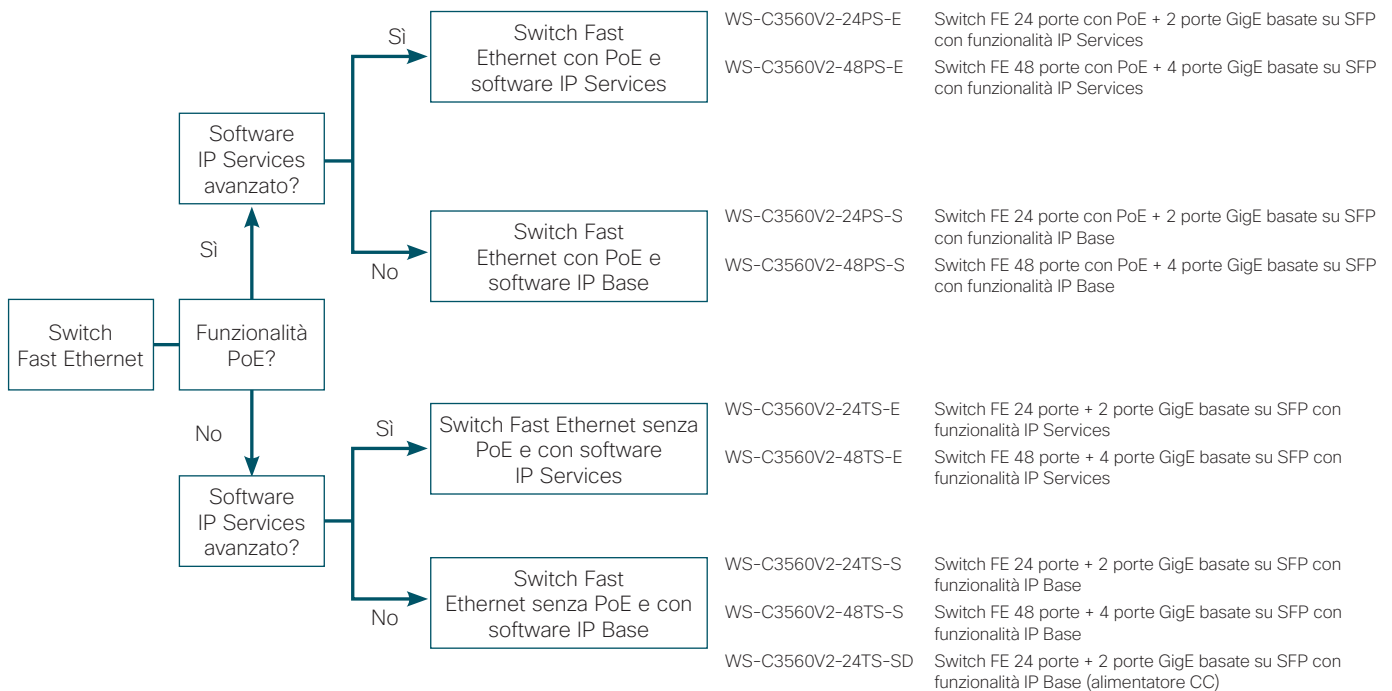 Switch
Fast Ethernet
Funzionalità
PoE?
Sì
No
Software
IP Services
avanzato?
Sì
No
Switch Fast
Ethernet con PoE e
software IP Services
WS-C3560V2-24PS-E Switch FE 24 porte con PoE + 2 porte GigE basate su SFP
con funzionalità IP Services
WS-C3560V2-48PS-E Switch FE 48 porte con PoE + 4 porte GigE basate su SFP
con funzionalità IP Services
Switch Fast
Ethernet con PoE e
software IP Base
WS-C3560V2-24PS-S Switch FE 24 porte con PoE + 2 porte GigE basate su SFP
con funzionalità IP Base
WS-C3560V2-48PS-S Switch FE 48 porte con PoE + 4 porte GigE basate su SFP
con funzionalità IP Base
Software
IP Services
avanzato?
Sì
No
Switch Fast Ethernet senza
PoE e con software
IP Services
WS-C3560V2-24TS-E Switch FE 24 porte + 2 porte GigE basate su SFP con
funzionalità IP Services
WS-C3560V2-48TS-E Switch FE 48 porte + 4 porte GigE basate su SFP con
funzionalità IP Services
Switch Fast
Ethernet senza PoE e con
software IP Base
WS-C3560V2-24TS-S Switch FE 24 porte + 2 porte GigE basate su SFP con
funzionalità IP Base
WS-C3560V2-48TS-S Switch FE 48 porte + 4 porte GigE basate su SFP con
funzionalità IP Base
WS-C3560V2-24TS-SD Switch FE 24 porte + 2 porte GigE basate su SFP con
funzionalità IP Base (alimentatore CC)